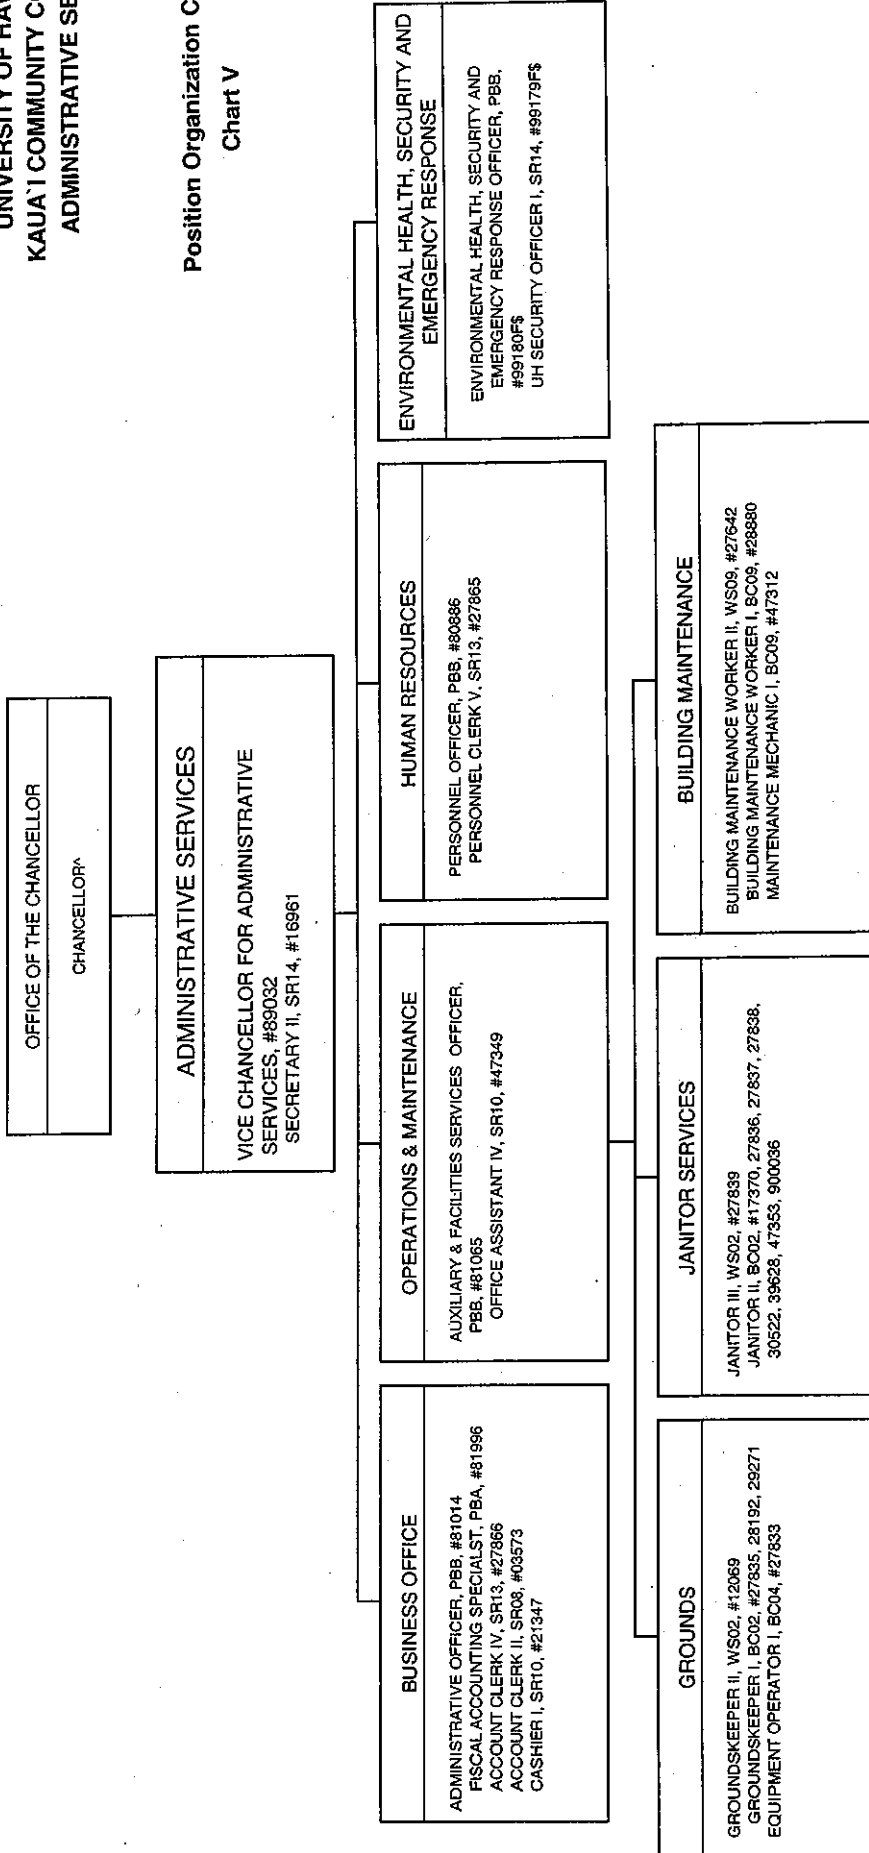 UNIVERSITY OF HAW
KAUA`I COMMUNITY CO
ADMINISTRATIVE SE
Position Organization C
Chart V
OFFICE OF THE CHANCELLOR
CHANCELLOR^
ADMINISTRATIVE SERVICES
VICE CHANCELLOR FOR ADMINISTRATIVE
SERVICES, #89032
SECRETARY II, SR14, #16961
BUSINESS OFFICE
ADMINISTRATIVE OFFICER, PBB, #81014
FISCAL ACCOUNTING SPECIALST, PBA, #81996
ACCOUNT CLERK IV, SR13, #27866
ACCOUNT CLERK II, SR08, #03573
CASHIER I, SR10, #21347
OPERATIONS & MAINTENANCE
AUXILIARY & FACILITIES SERVICES OFFICER,
PBB, #81065
OFFICE ASSISTANT IV, SR10, #47349
HUMAN RESOURCES
PERSONNEL OFFICER, PBB, #80886
PERSONNEL CLERK V, SR13, #27865
ENVIRONMENTAL HEALTH, SECURITY AND
EMERGENCY RESPONSE
ENVIRONMENTAL HEALTH, SECURITY AND
EMERGENCY RESPONSE OFFICER, PBB,
#99180F$
UH SECURITY OFFICER I, SR14, #99179F$
GROUNDS
GROUNDSKEEPER II, WS02, #12069
GROUNDSKEEPER I, BC02, #27835, 28192, 29271
EQUIPMENT OPERATOR I, BC04, #27833
JANITOR SERVICES
JANITOR III, WS02, #27839
JANITOR II, BC02, #17370, 27836, 27837, 27838,
30522, 39628, 47353, 900036
BUILDING MAINTENANCE
BUILDING MAINTENANCE WORKER II, WS09, #27642
BUILDING MAINTENANCE WORKER I, BC09, #28880
MAINTENANCE MECHANIC I, BC09, #47312